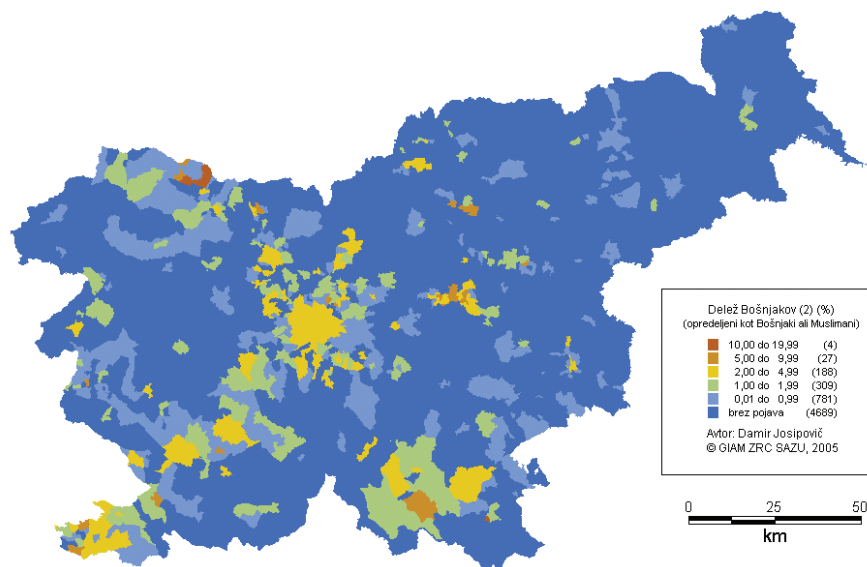 Delež Bošnjakov (2) (%)
(opredeljeni kot Bošnjaki ali Muslimani)
10,00 do 19,99 (4)
5,00 do 9,99 (27)
2,00 do 4,99 (188)
1,00 do 1,99 (309)
0,01 do 0,99 (781)
brez pojava (4689)
Avtor: Damir Josipovič
© GIAM ZRC SAZU, 2005
0 25 50
km